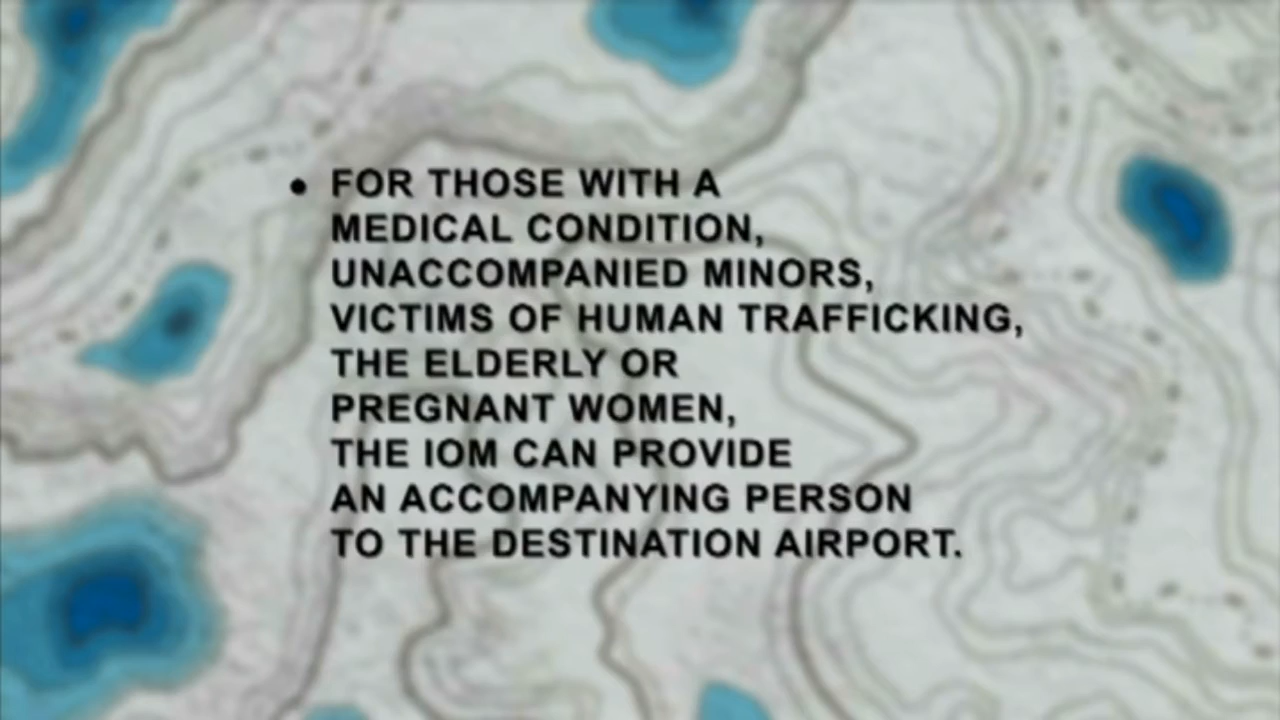 • FOR THOSE WITH A
MEDICAL CONDITION,
UNACCOMPANIED MINORS,
VICTIMS OF HUMAN TRAFFICKING,
THE ELDERLY OR
PREGNANT WOMEN,
THE IOM CAN PROVIDE
AN ACCOMPANYING PERSON
TO THE DESTINATION AIRPORT.